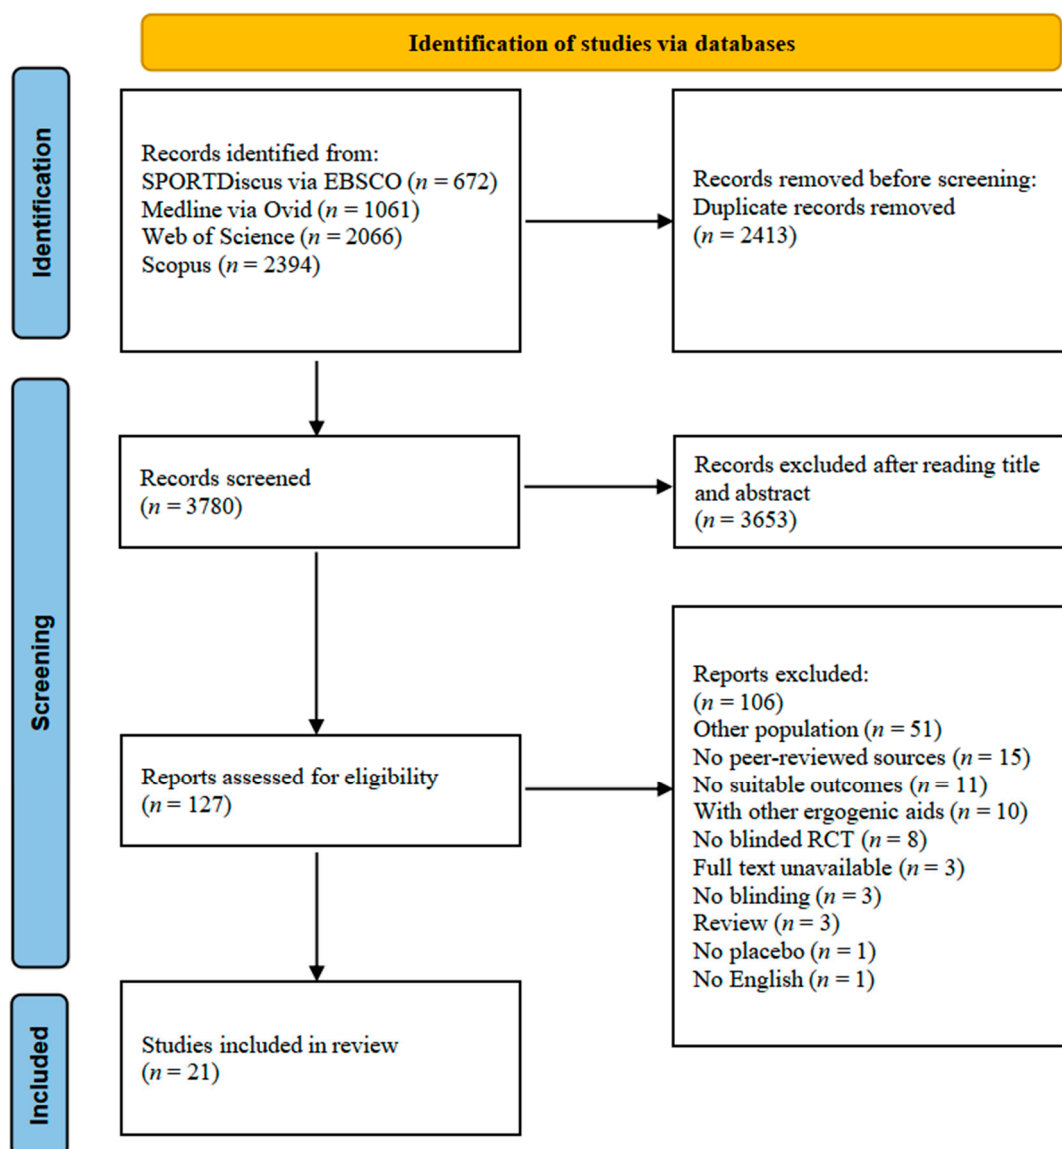 Identification of studies via databases
Identification
Records identified from:
SPORTDiscus via EBSCO (n = 672)
Medline via Ovid (n = 1061)
Web of Science (n = 2066)
Scopus (n = 2394)
Records removed before screening:
Duplicate records removed
(n = 2413)
Screening
Records screened
(n = 3780)
Records excluded after reading title
and abstract
(n = 3653)
Reports assessed for eligibility
(n = 127)
Reports excluded:
(n = 106)
Other population (n = 51)
No peer-reviewed sources (n = 15)
No suitable outcomes (n = 11)
With other ergogenic aids (n = 10)
No blinded RCT (n = 8)
Full text unavailable (n = 3)
No blinding (n = 3)
Review (n = 3)
No placebo (n = 1)
No English (n = 1)
Included
Studies included in review
(n = 21)